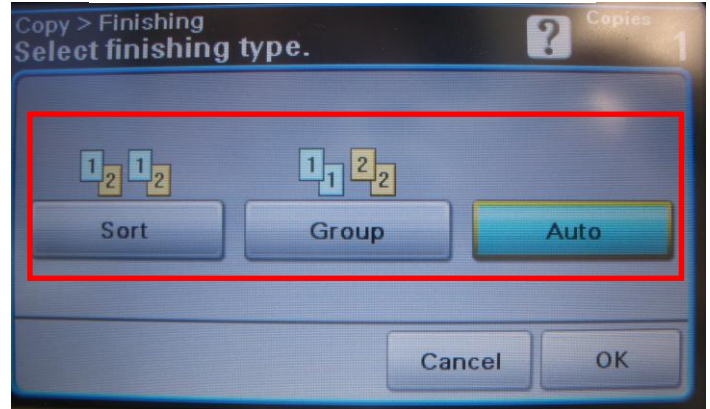 Copy > Finishing
Copies
Select finishing type.
?
1
1 2 1 2
1 1 2 2
Sort
Group
Auto
Cancel
OK